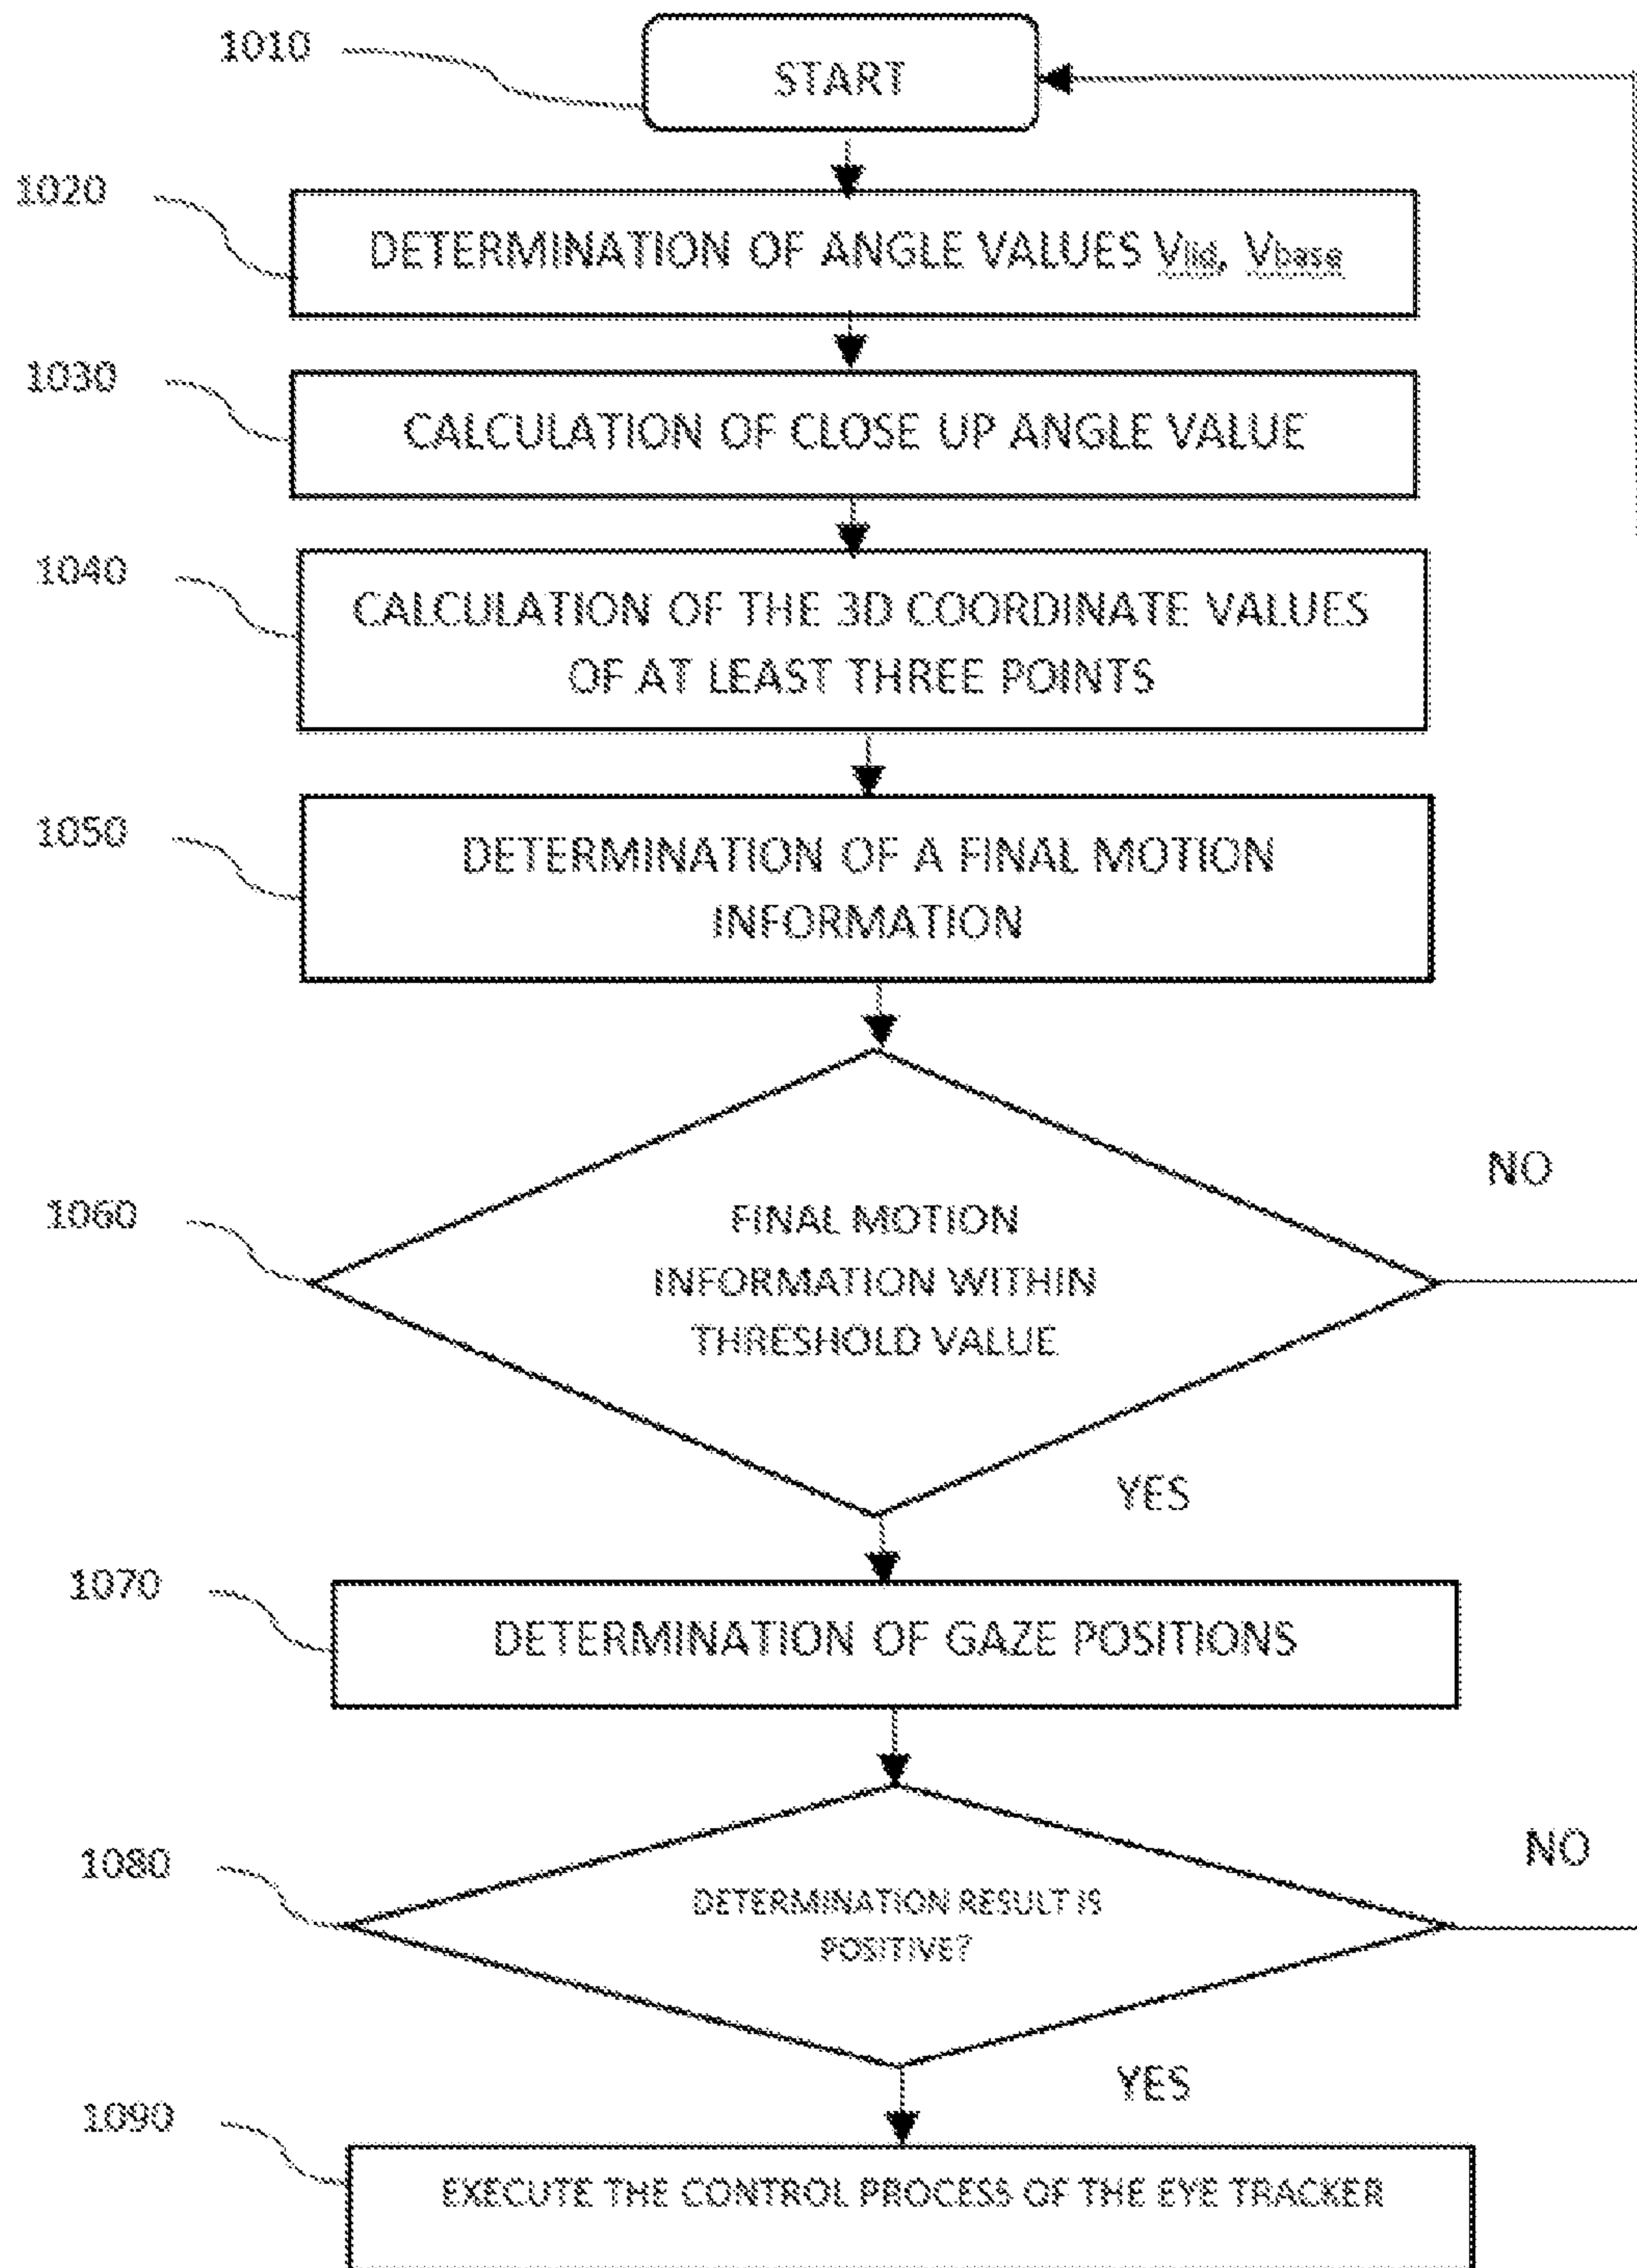 1010
START
1020
DETERMINATION OF ANGLE VALUES Vlid, Vbase
1030
CALCULATION OF CLOSE UP ANGLE VALUE
1040
CALCULATION OF THE 3D COORDINATE VALUES
OF AT LEAST THREE POINTS
1050
DETERMINATION OF A FINAL MOTION
INFORMATION
NO
1060
FINAL MOTION
INFORMATION WITHIN
THRESHOLD VALUE
YES
1070
DETERMINATION OF GAZE POSITIONS
NO
1080
DETERMINATION RESULT IS
POSITIVE?
YES
1090
EXECUTE THE CONTROL PROCESS OF THE EYE TRACKER